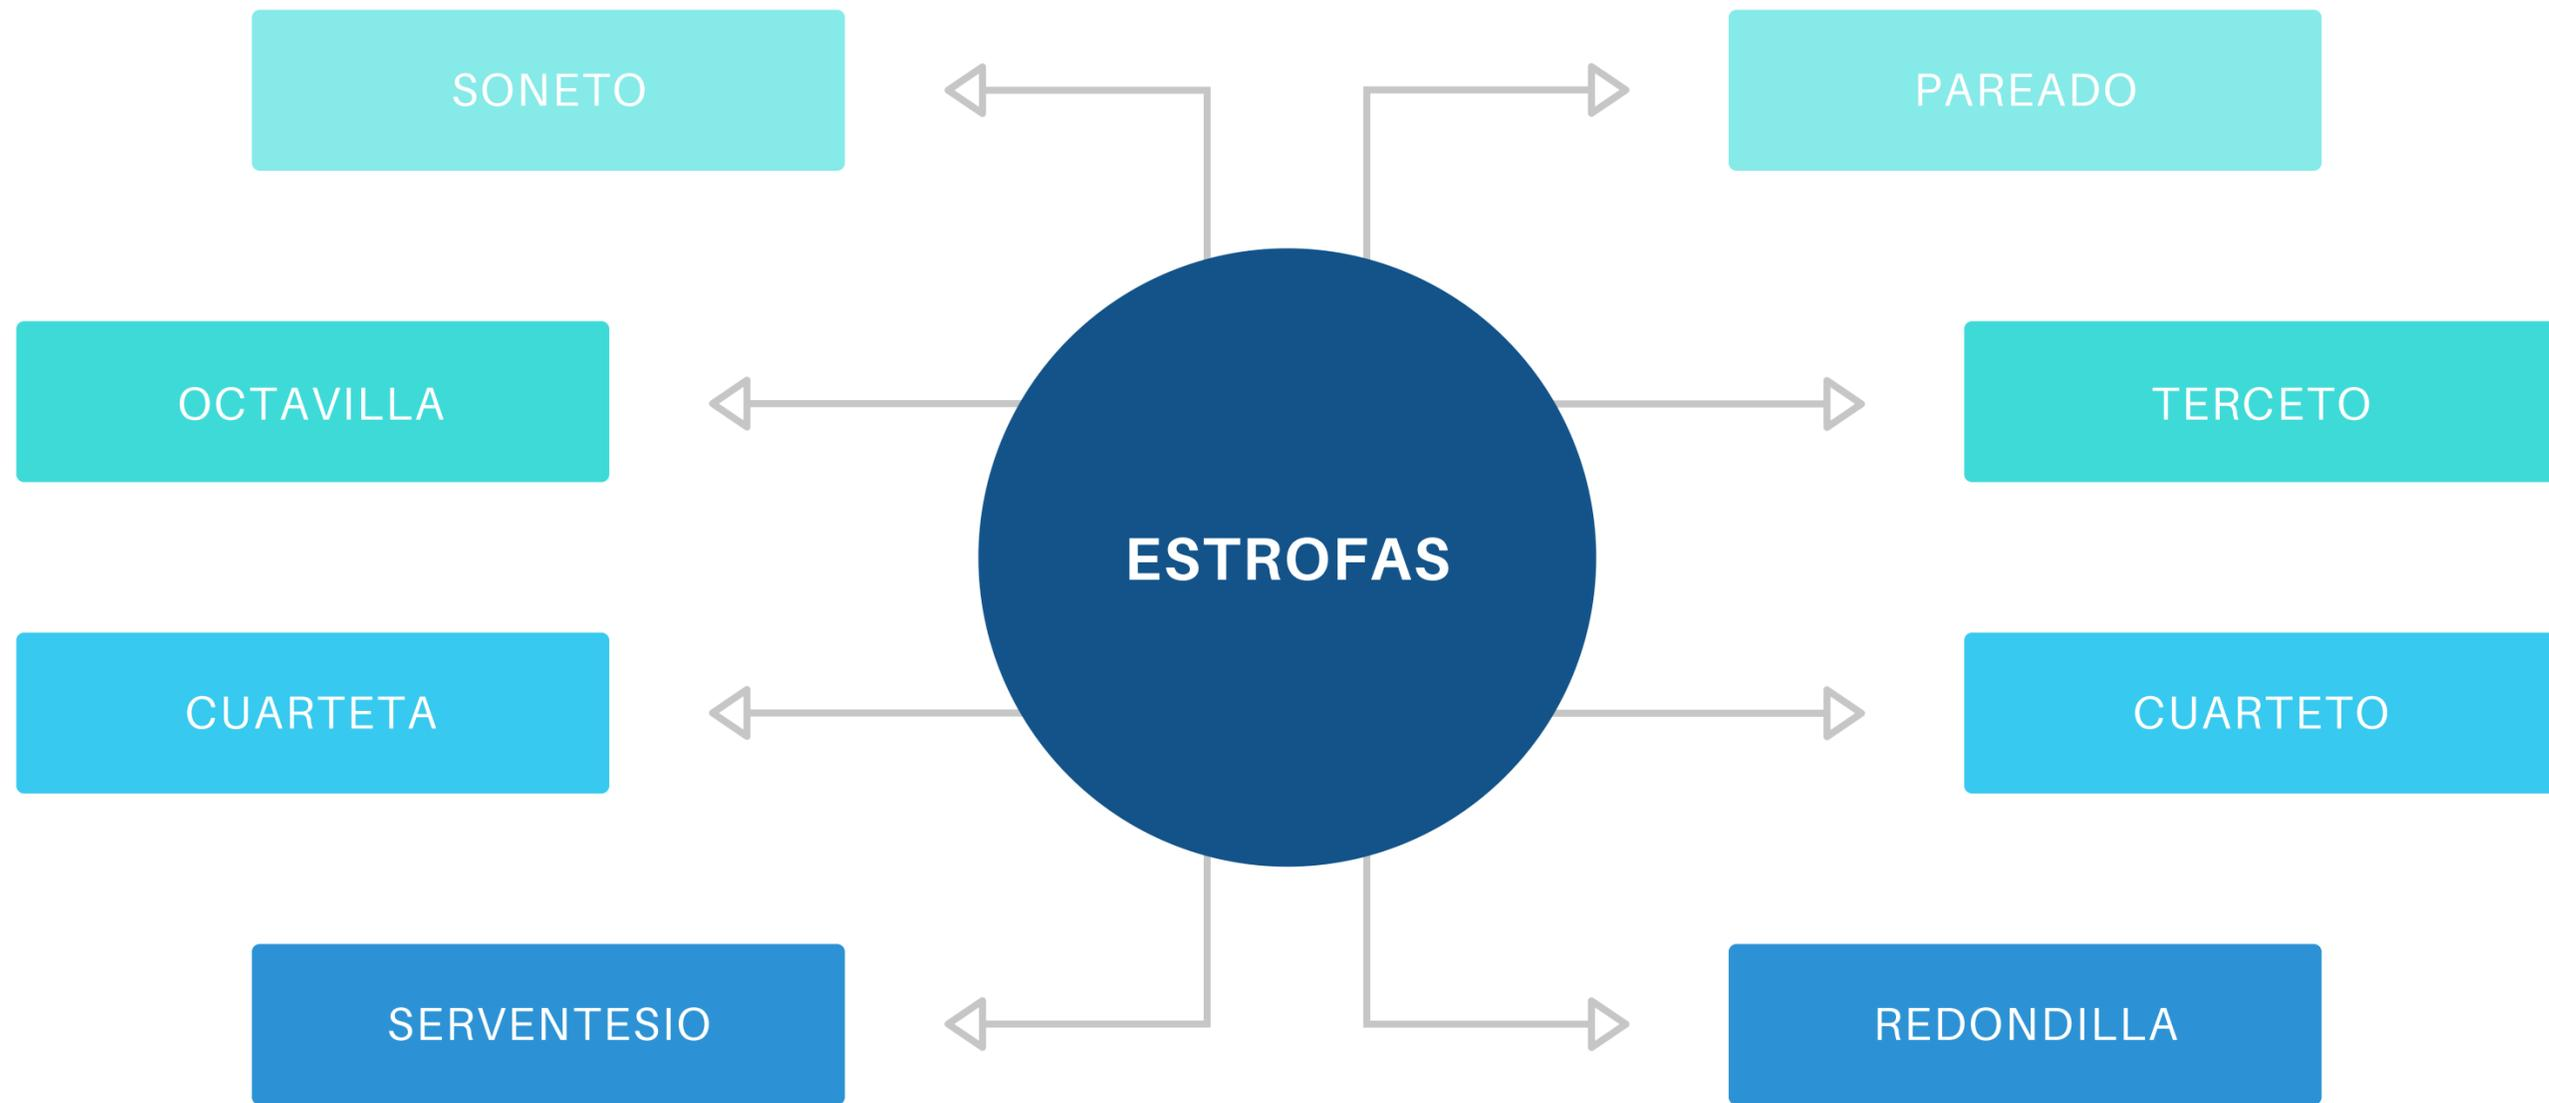 SONETO
PAREADO
OCTAVILLA
TERCETO
ESTROFAS
CUARTETA
CUARTETO
SERVENTESIO
REDONDILLA